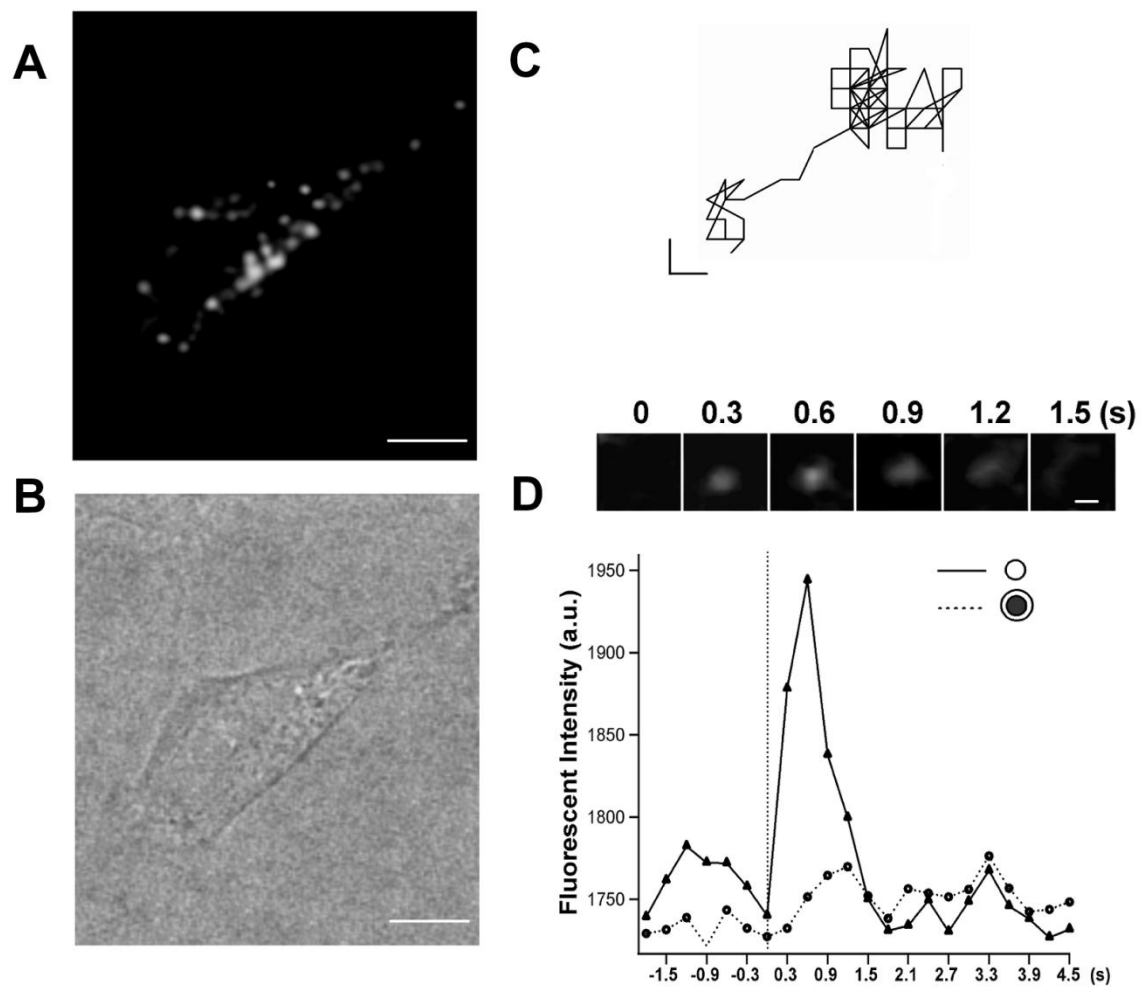 A
C
0 0.3 0.6 0.9 1.2 1.5 (s)
B
D
Fluorescent Intensity (a.u.)
1950
1900
1850
1800
1750
-1.5 -0.9 -0.3 0.3 0.9 1.5 2.1 2.7 3.3 3.9 4.5 (s)